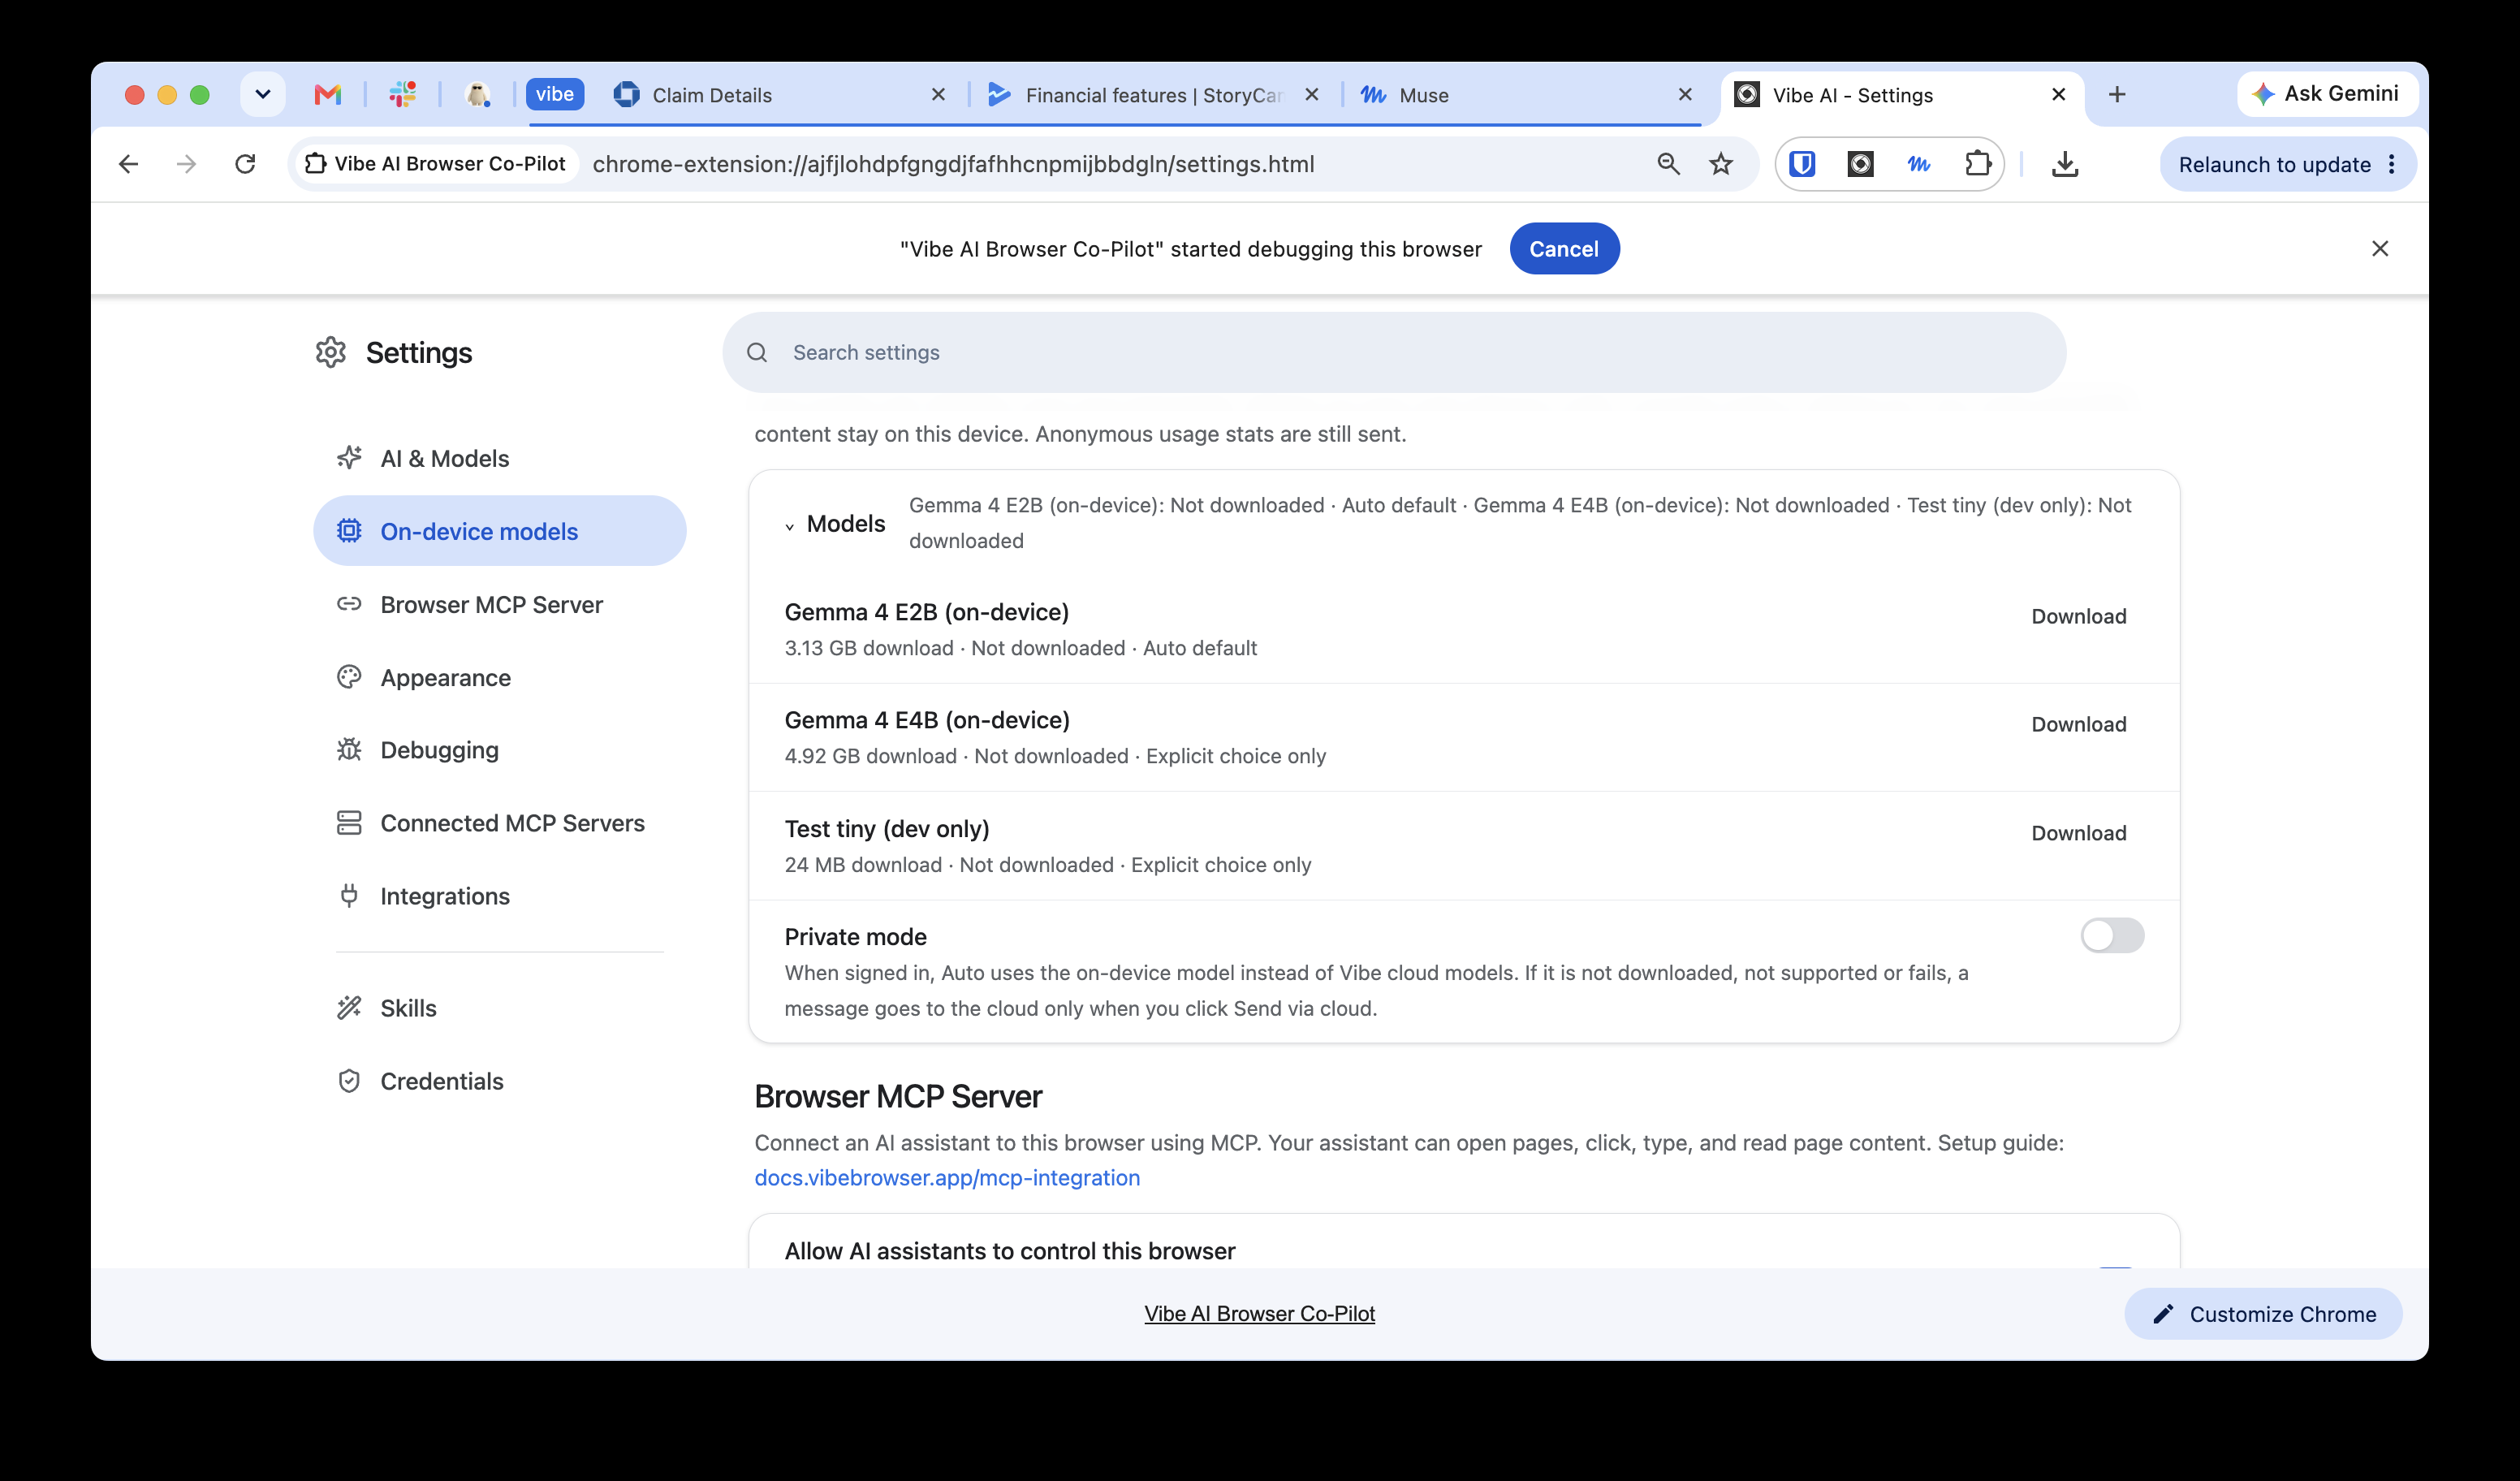 vibe
Claim Details
Financial features | StoryCar
Muse
Vibe AI - Settings
Ask Gemini
Vibe AI Browser Co-Pilot
chrome-extension://ajfjlohdpfgngdjfafhhcnpmijbbdgln/settings.html
Relaunch to update
"Vibe AI Browser Co-Pilot" started debugging this browser
Cancel
Settings
Search settings
AI & Models
On-device models
Browser MCP Server
Appearance
Debugging
Connected MCP Servers
Integrations
Skills
Credentials
content stay on this device. Anonymous usage stats are still sent.
Models
Gemma 4 E2B (on-device): Not downloaded · Auto default · Gemma 4 E4B (on-device): Not downloaded · Test tiny (dev only): Not
downloaded
Gemma 4 E2B (on-device)
Download
3.13 GB download · Not downloaded · Auto default
Gemma 4 E4B (on-device)
Download
4.92 GB download · Not downloaded · Explicit choice only
Test tiny (dev only)
Download
24 MB download · Not downloaded · Explicit choice only
Private mode
When signed in, Auto uses the on-device model instead of Vibe cloud models. If it is not downloaded, not supported or fails, a
message goes to the cloud only when you click Send via cloud.
Browser MCP Server
Connect an AI assistant to this browser using MCP. Your assistant can open pages, click, type, and read page content. Setup guide:
docs.vibebrowser.app/mcp-integration
Allow AI assistants to control this browser
Vibe AI Browser Co-Pilot
Customize Chrome